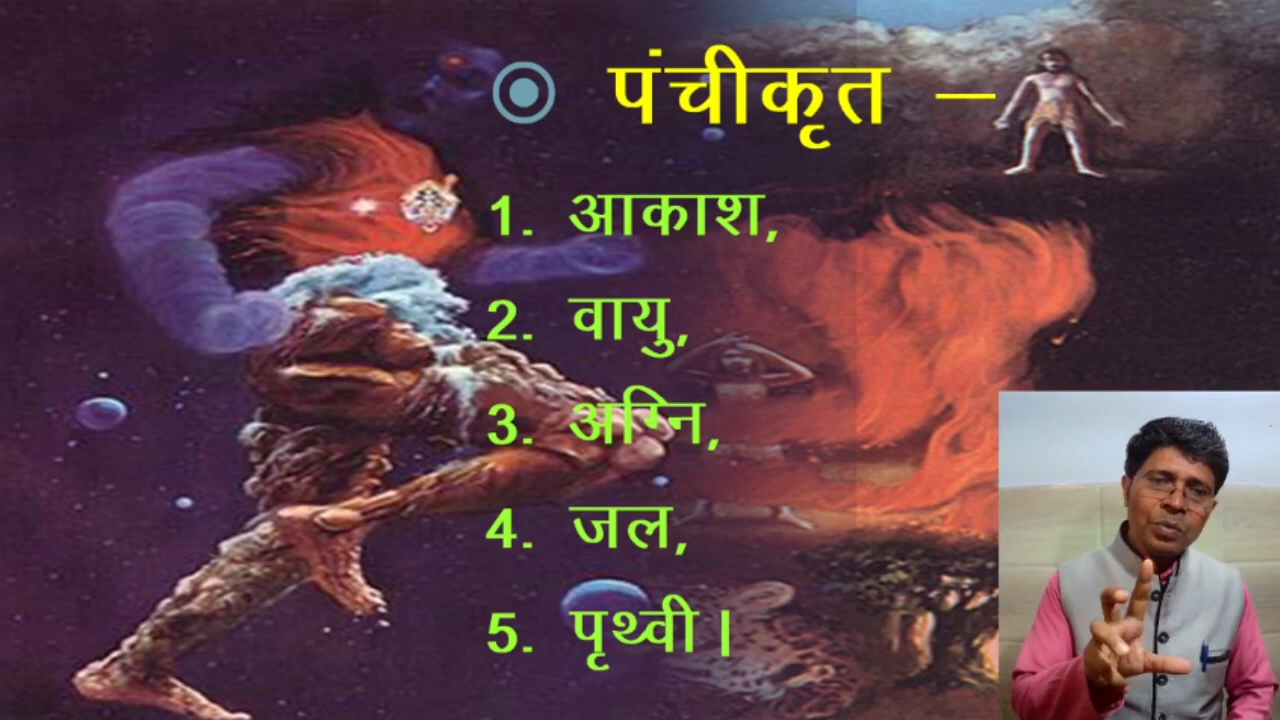 पंचीकृत –
1. आकाश,
2. वायु,
3. अग्नि,
4. जल,
5. पृथ्वी।